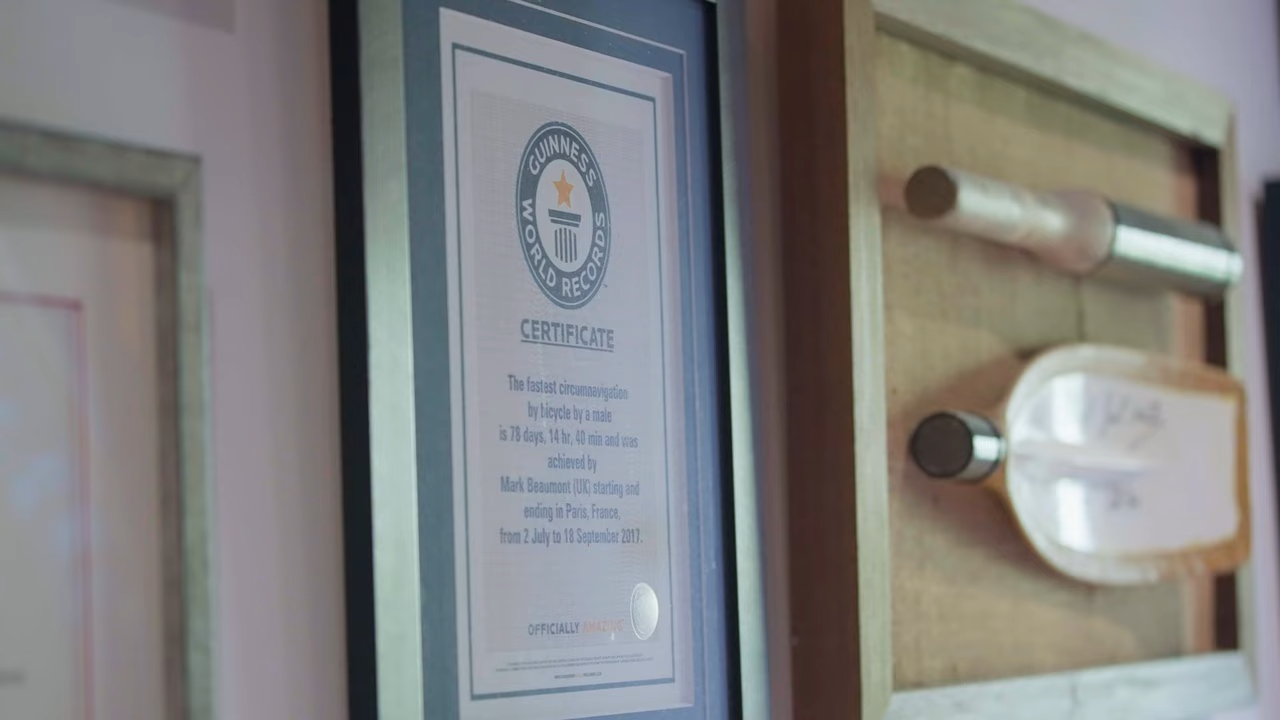 GUINNESS
WORLD RECORDS
CERTIFICATE
The fastest circumnavigation
by bicycle by a male
is 78 days, 14 hr, 40 min and was
achieved by
Mark Beaumont (UK) starting and
ending in Paris, France,
from 2 July to 18 September 2017.
OFFICIALLY AMAZING